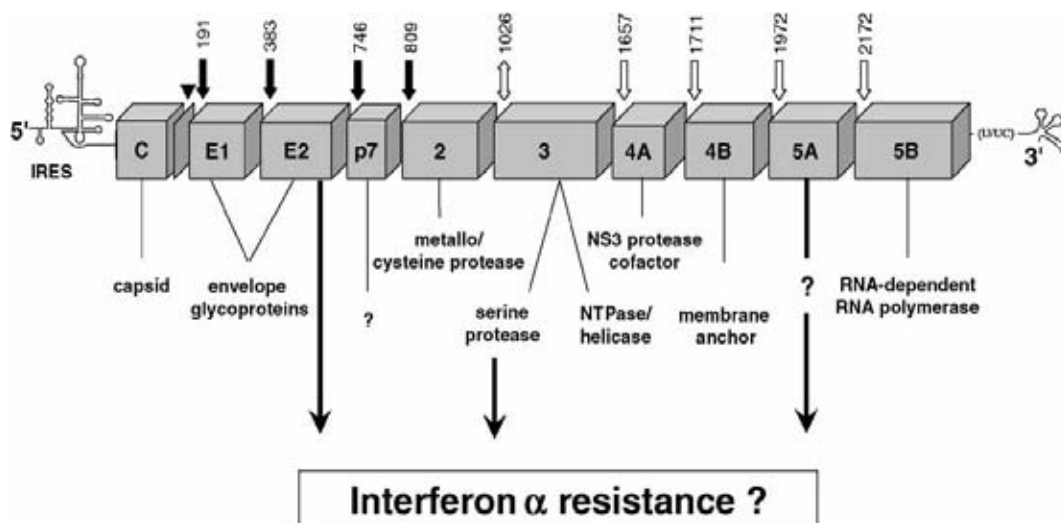 191
383
746
809
1026
1657
1711
1972
2172
5'
IRES
C
E1
E2
p7
2
3
4A
4B
5A
5B
(U/UC)
3'
capsid
envelope
glycoproteins
?
metallo/
cysteine protease
serine
protease
NTPase/
helicase
NS3 protease
cofactor
membrane
anchor
?
RNA-dependent
RNA polymerase
Interferon α resistance ?